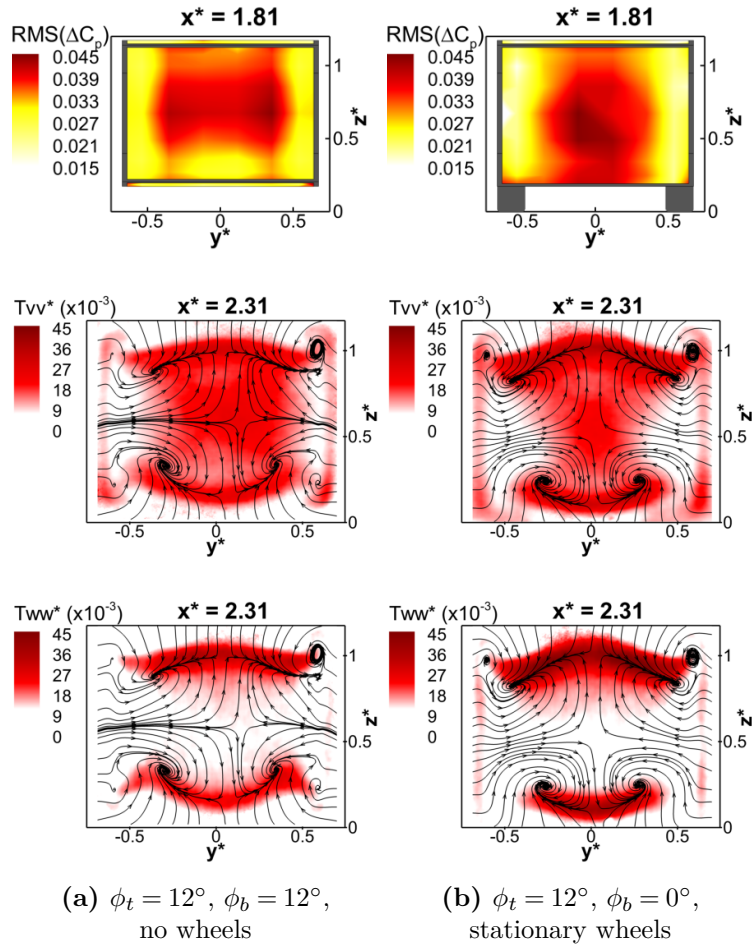 x* = 1.81
RMS(ΔCp)
0.045
0.039
0.033
0.027
0.021
0.015
1
0.5
0
z*
-0.5 0 0.5
y*
x* = 1.81
RMS(ΔCp)
0.045
0.039
0.033
0.027
0.021
0.015
1
0.5
0
z*
-0.5 0 0.5
y*
Tvv* (x10-3)
x* = 2.31
45
36
27
18
9
0
1
0.5
0
z*
-0.5 0 0.5
y*
Tvv* (x10-3)
x* = 2.31
45
36
27
18
9
0
1
0.5
0
z*
-0.5 0 0.5
y*
Tww* (x10-3)
x* = 2.31
45
36
27
18
9
0
1
0.5
0
z*
-0.5 0 0.5
y*
Tww* (x10-3)
x* = 2.31
45
36
27
18
9
0
1
0.5
0
z*
-0.5 0 0.5
y*
(a) ϕt = 12°, ϕb = 12°,
no wheels
(b) ϕt = 12°, ϕb = 0°,
stationary wheels